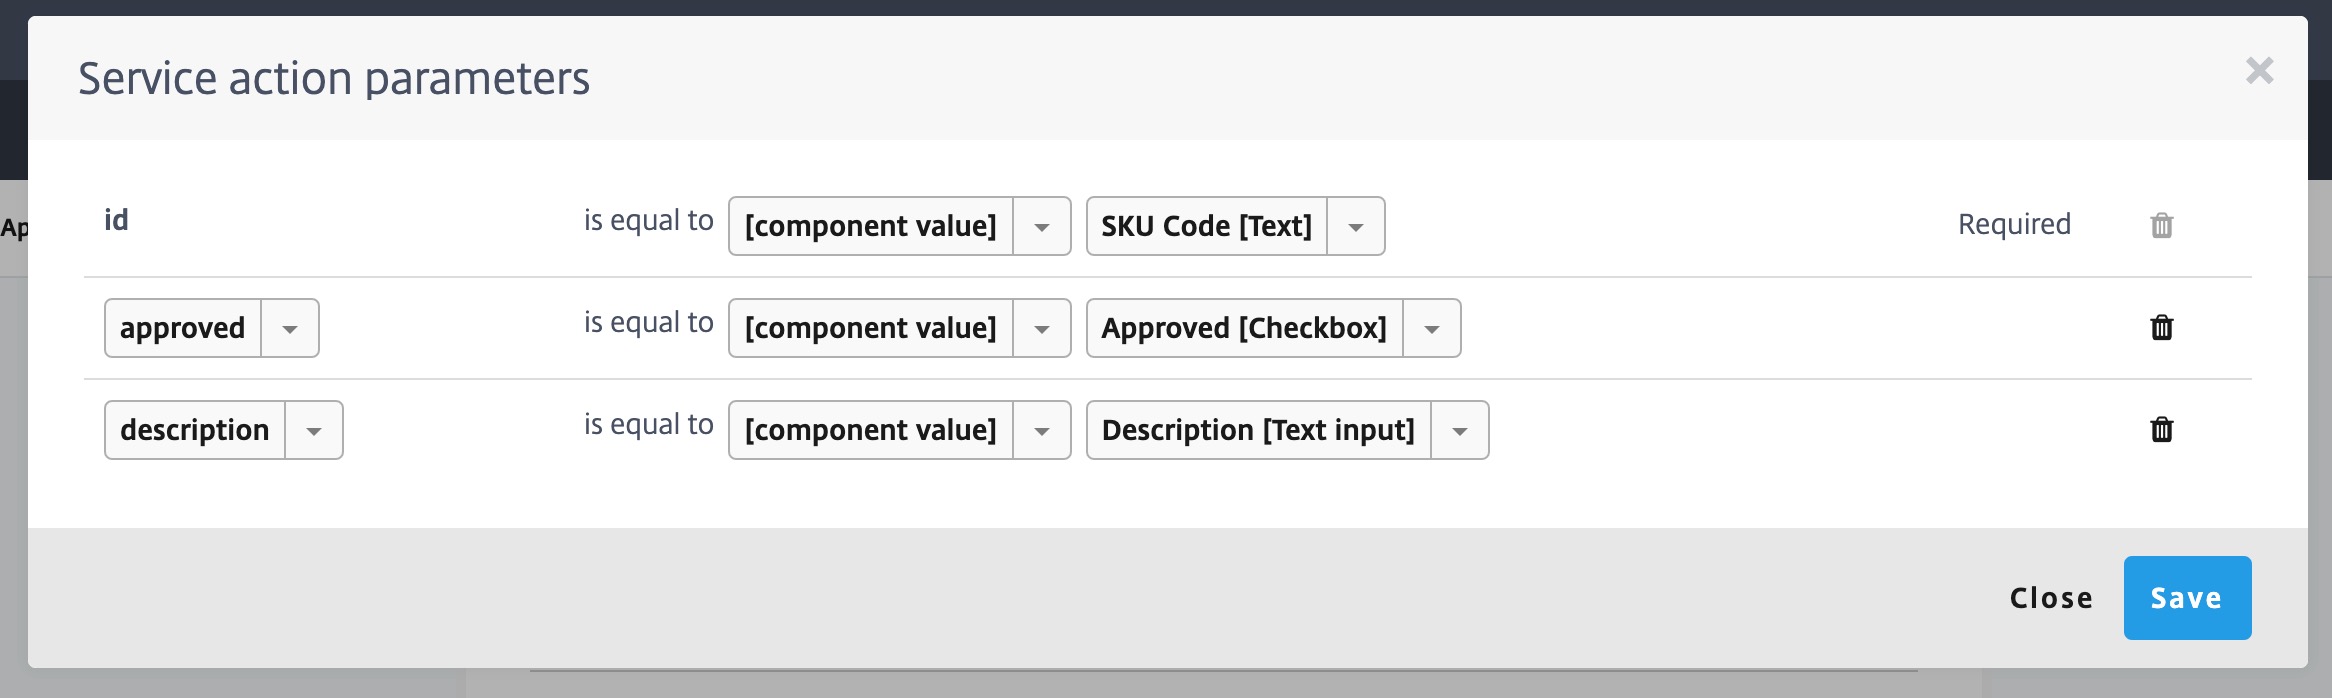 Service action parameters
Ap
id is equal to [component value] SKU Code [Text] Required
approved is equal to [component value] Approved [Checkbox]
description is equal to [component value] Description [Text input]
Close Save